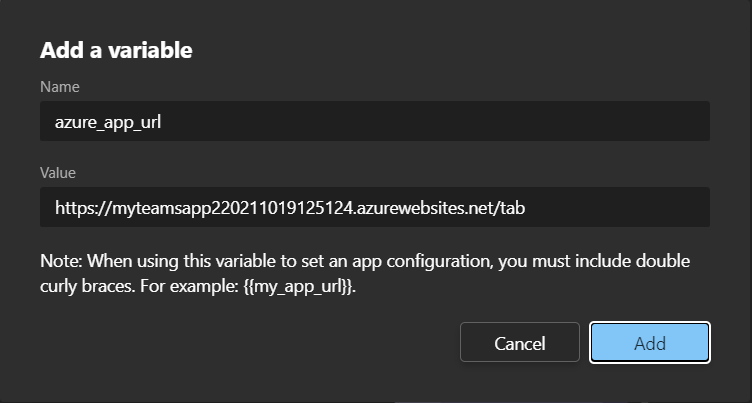 Add a variable
Name
azure_app_url
Value
https://myteamsapp220211019125124.azurewebsites.net/tab
Note: When using this variable to set an app configuration, you must include double
curly braces. For example: {{my_app_url}}.
Cancel
Add